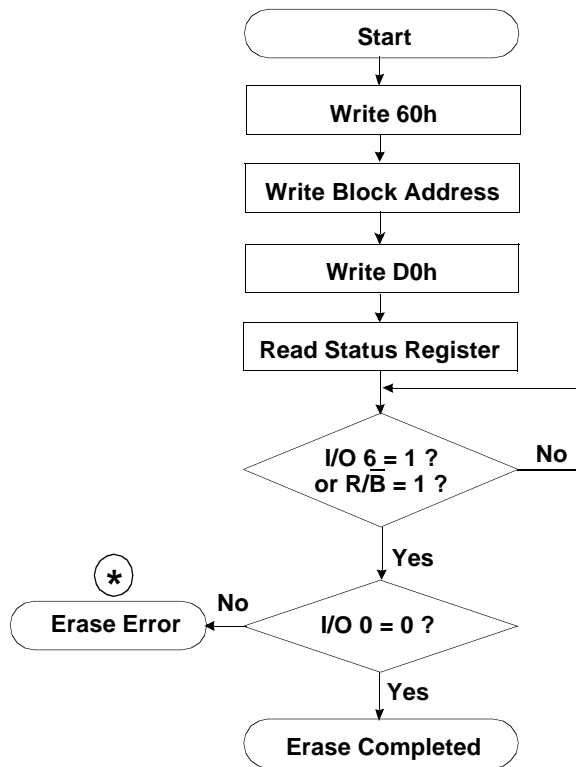 Start
Write 60h
Write Block Address
Write D0h
Read Status Register
I/O 6 = 1 ?
or R/B̅ = 1 ?
No
Yes
*
No
Erase Error
I/O 0 = 0 ?
Yes
Erase Completed